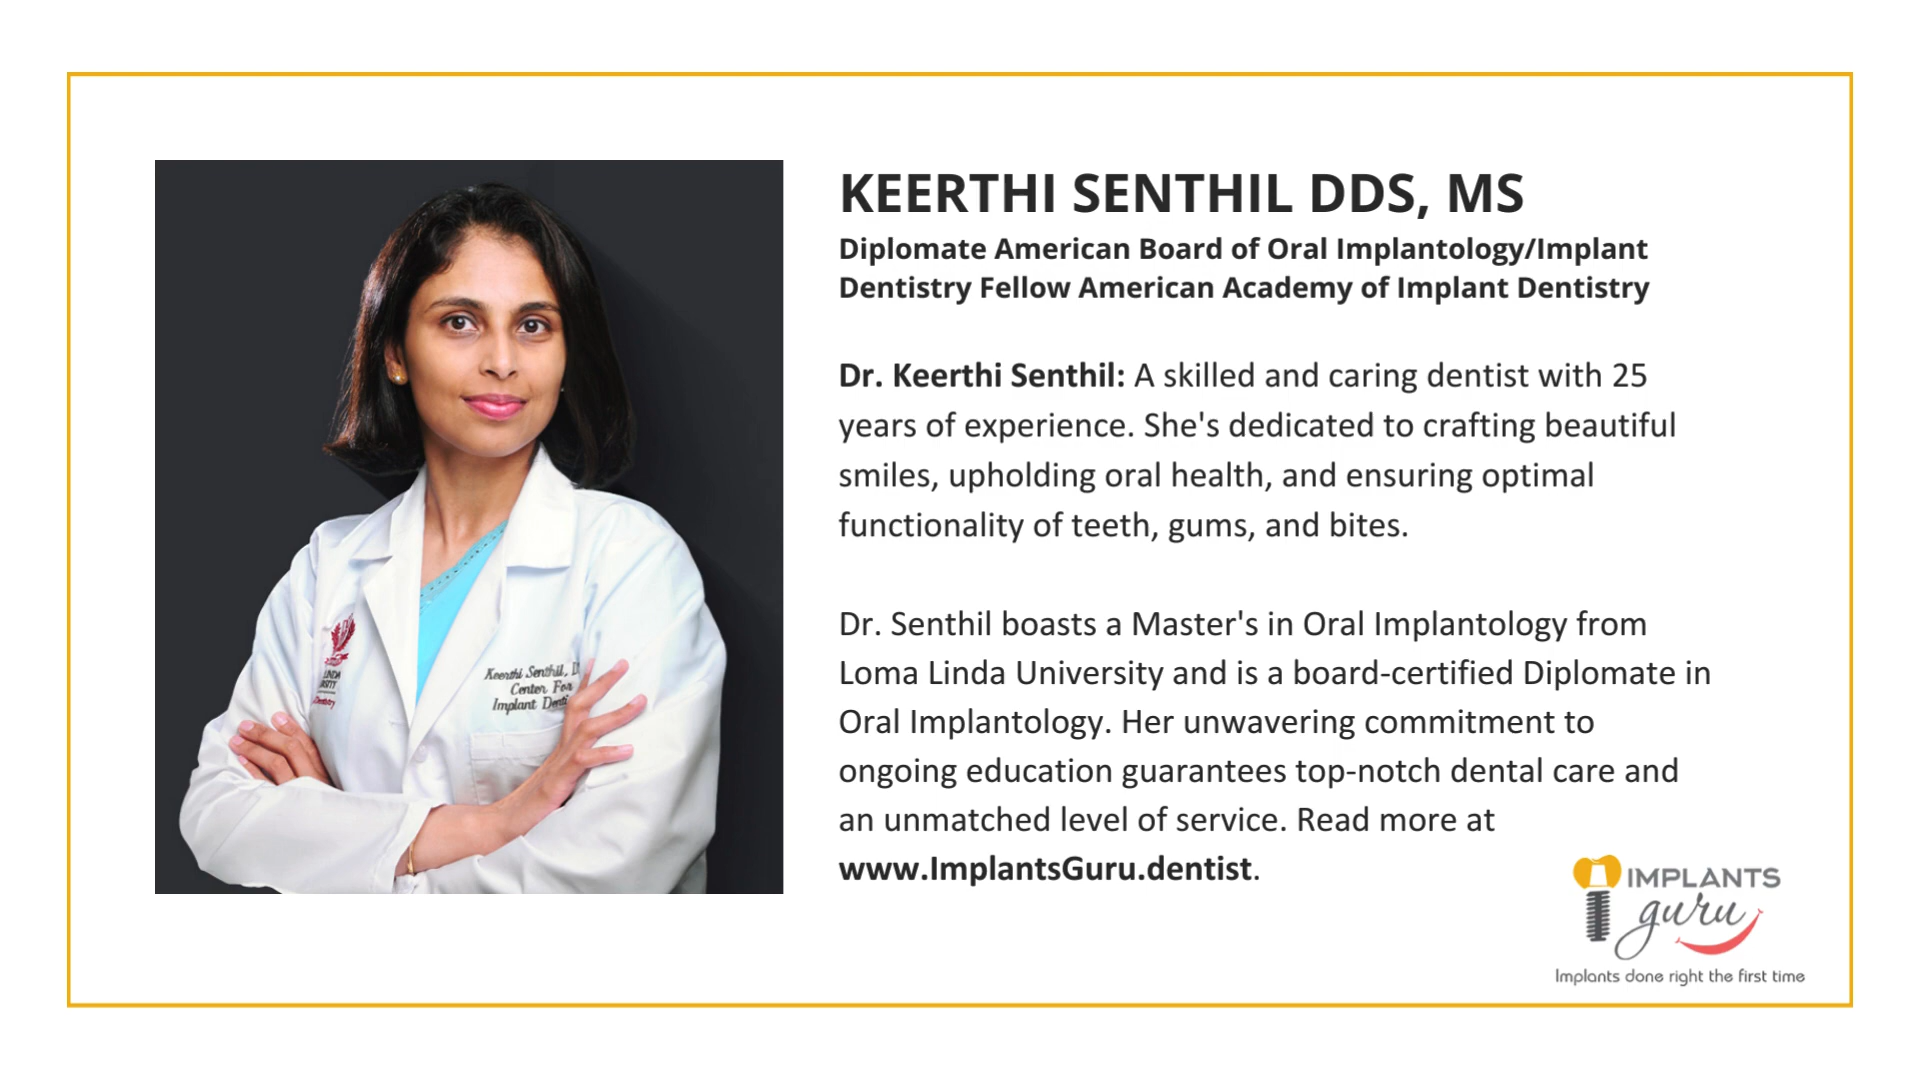 KEERTHI SENTHIL DDS, MS
Diplomate American Board of Oral Implantology/Implant
Dentistry Fellow American Academy of Implant Dentistry
Dr. Keerthi Senthil: A skilled and caring dentist with 25
years of experience. She's dedicated to crafting beautiful
smiles, upholding oral health, and ensuring optimal
functionality of teeth, gums, and bites.
Dr. Senthil boasts a Master's in Oral Implantology from
Loma Linda University and is a board-certified Diplomate in
Oral Implantology. Her unwavering commitment to
ongoing education guarantees top-notch dental care and
an unmatched level of service. Read more at
www.ImplantsGuru.dentist.
IMPLANTS
guru
Implants done right the first time
Keerthi Senthil,
Center For
Implant